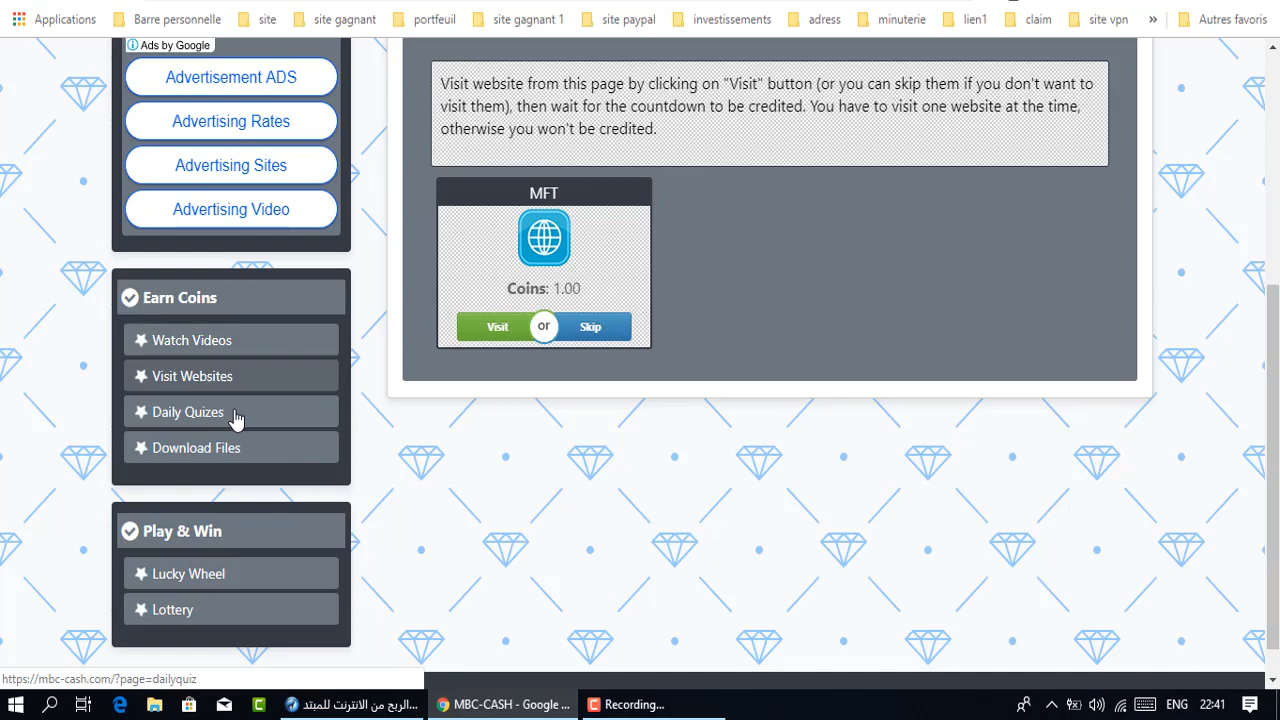 Applications Barre personnelle site site gagnant portfeuil site gagnant 1 site paypal investissements adress minuterie lien1 claim site vpn » Autres favoris
Ads by Google
Advertisement ADS
Advertising Rates
Advertising Sites
Advertising Video
Earn Coins
Watch Videos
Visit Websites
Daily Quizes
Download Files
Play & Win
Lucky Wheel
Lottery
Visit website from this page by clicking on "Visit" button (or you can skip them if you don't want to
visit them), then wait for the countdown to be credited. You have to visit one website at the time,
otherwise you won't be credited.
MFT
Coins: 1.00
Visit or Skip
https://mbc-cash.com/?page=dailyquiz
الربح من الانترنت للمبتد... MBC-CASH - Google ... Recording... ENG 22:41